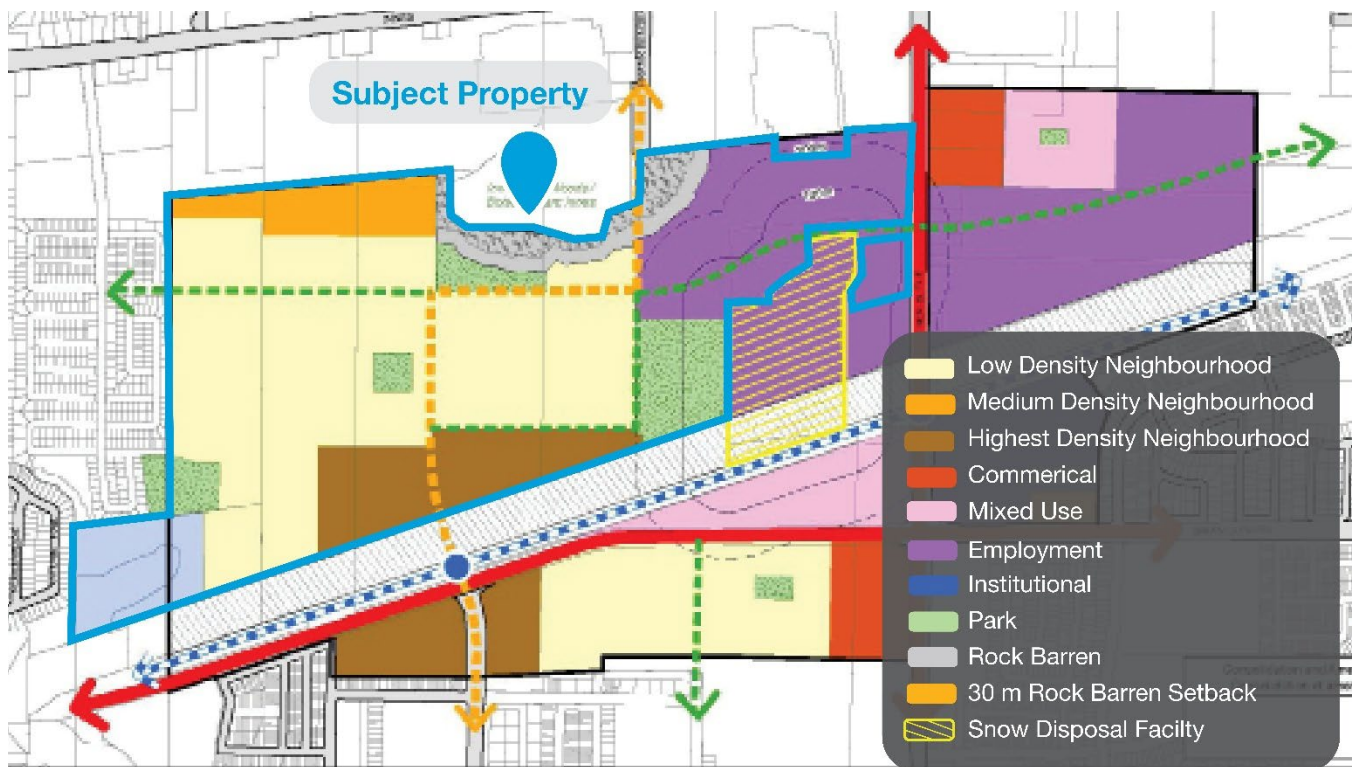 Subject Property
Low Density Neighbourhood
Medium Density Neighbourhood
Highest Density Neighbourhood
Commerical
Mixed Use
Employment
Institutional
Park
Rock Barren
30 m Rock Barren Setback
Snow Disposal Facilty